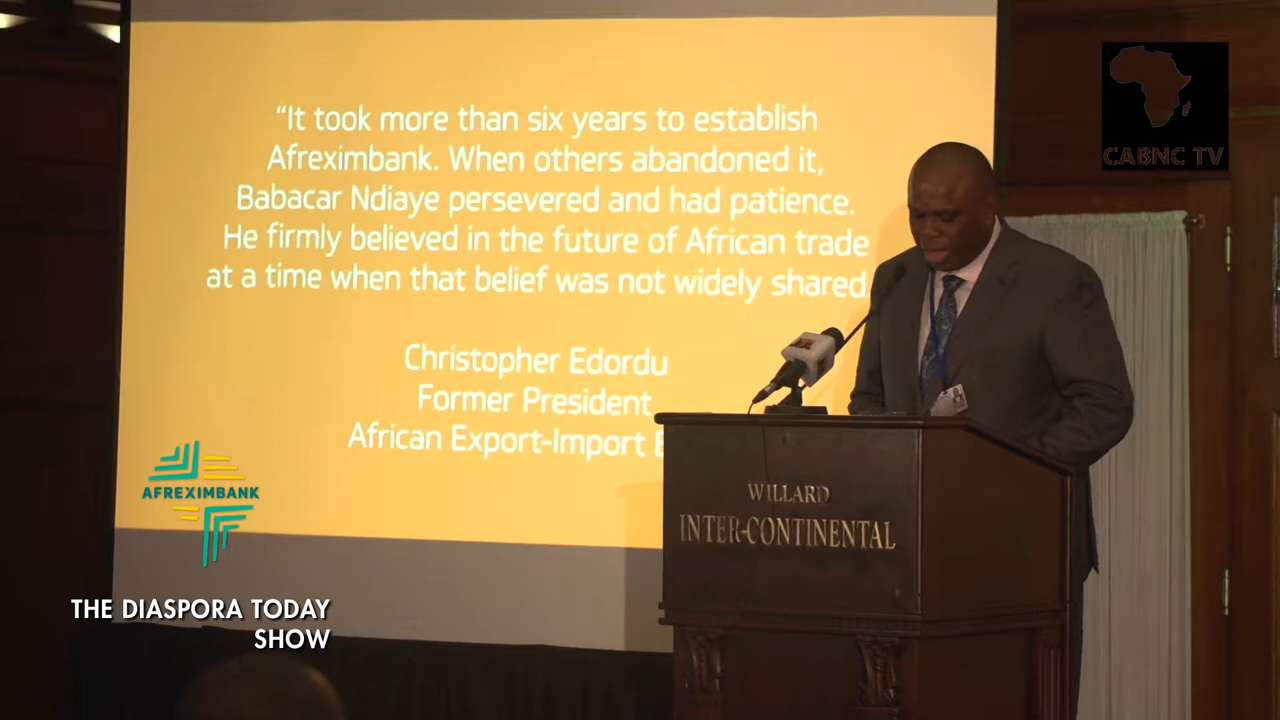 “It took more than six years to establish
Afreximbank. When others abandoned it,
Babacar Ndiaye persevered and had patience.
He firmly believed in the future of African trade
at a time when that belief was not widely shared.
Christopher Edordu
Former President
African Export-Import
AFREXIMBANK
THE DIASPORA TODAY
SHOW
CABNC TV
WILLARD
INTER-CONTINENTAL